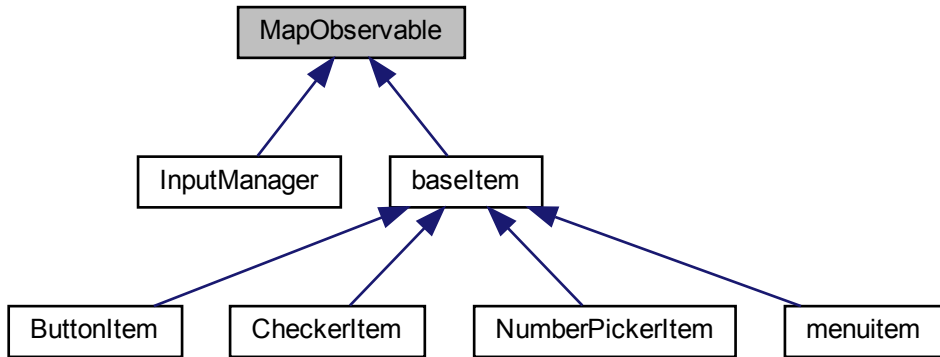 MapObservable
InputManager
baseItem
ButtonItem
CheckerItem
NumberPickerItem
menuitem